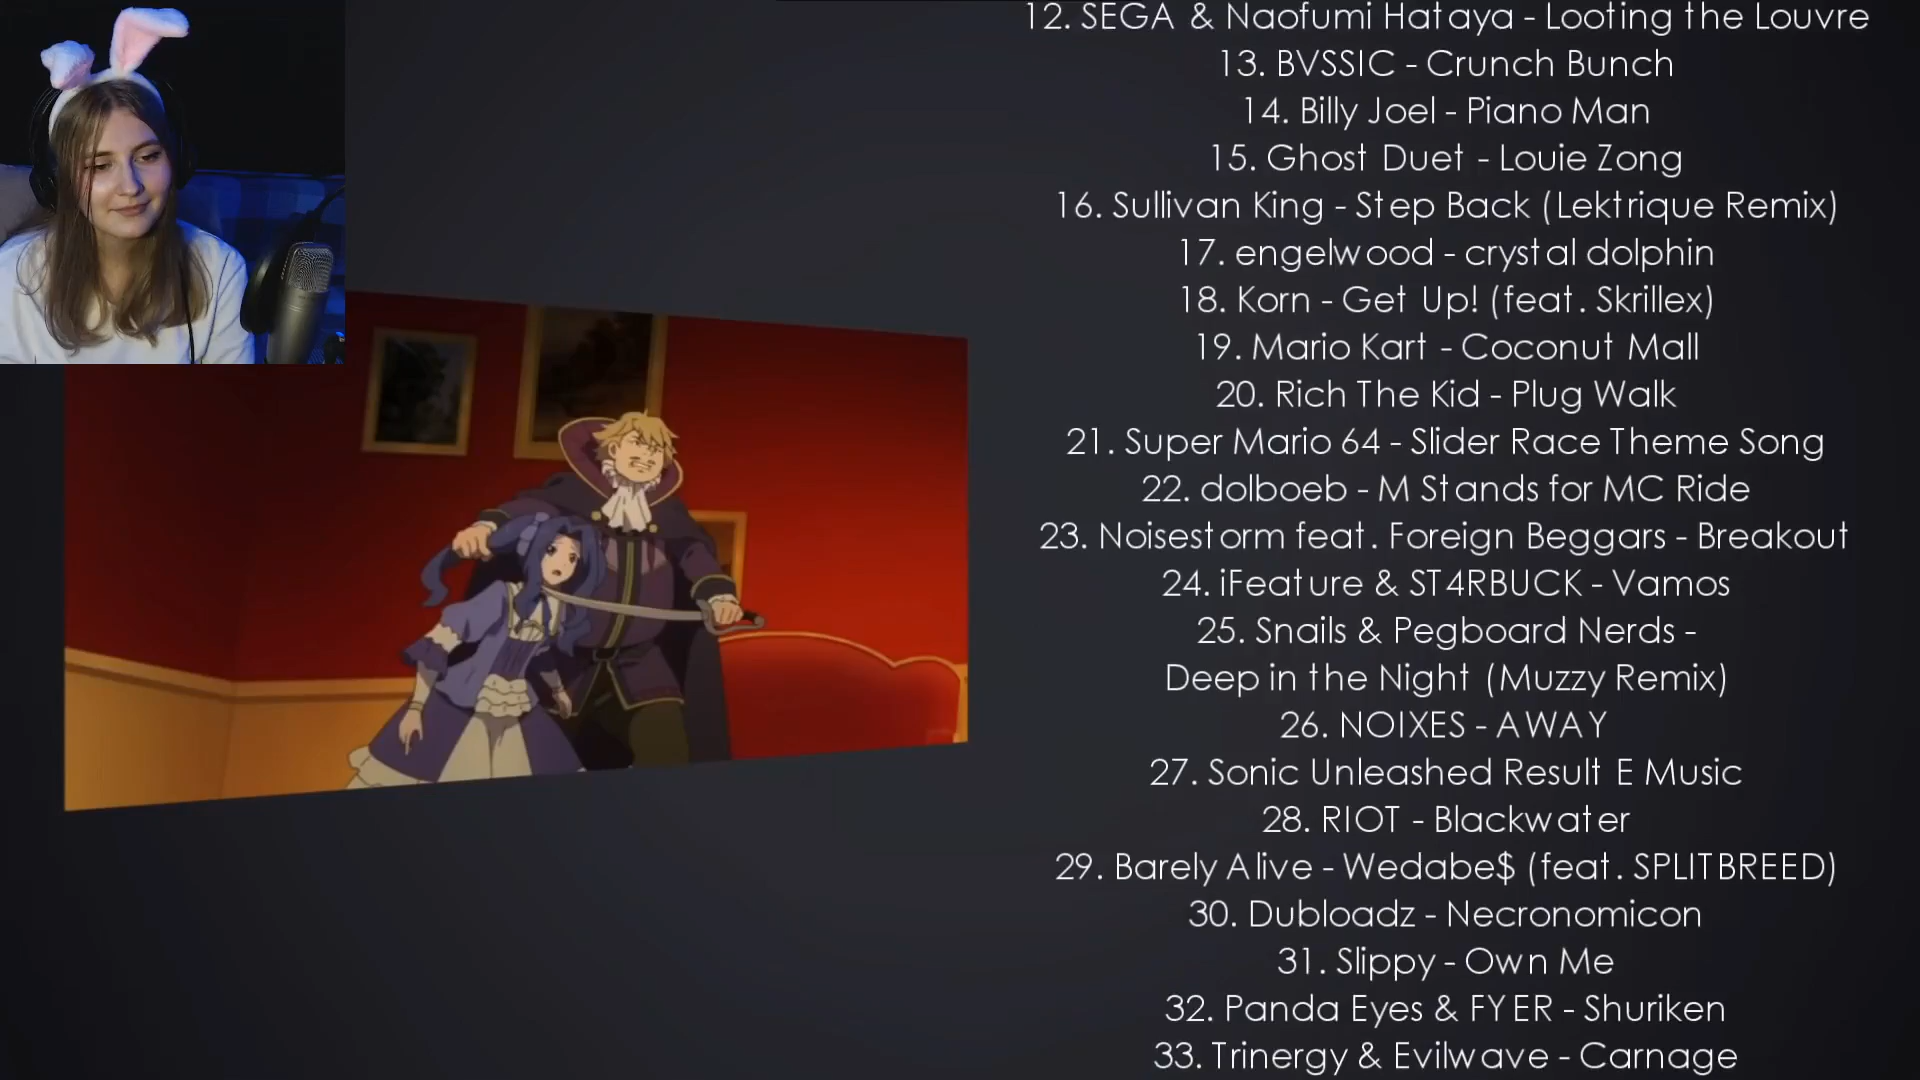 12. SEGA & Naofumi Hataya - Looting the Louvre
13. BVSSIC - Crunch Bunch
14. Billy Joel - Piano Man
15. Ghost Duet - Louie Zong
16. Sullivan King - Step Back (Lektrique Remix)
17. engelwood - crystal dolphin
18. Korn - Get Up! (feat. Skrillex)
19. Mario Kart - Coconut Mall
20. Rich The Kid - Plug Walk
21. Super Mario 64 - Slider Race Theme Song
22. dolboeb - M Stands for MC Ride
23. Noisestorm feat. Foreign Beggars - Breakout
24. iFeature & ST4RBUCK - Vamos
25. Snails & Pegboard Nerds -
Deep in the Night (Muzzy Remix)
26. NOIXES - AWAY
27. Sonic Unleashed Result E Music
28. RIOT - Blackwater
29. Barely Alive - Wedabe$ (feat. SPLITBREED)
30. Dubloadz - Necronomicon
31. Slippy - Own Me
32. Panda Eyes & FYER - Shuriken
33. Trinergy & Evilwave - Carnage